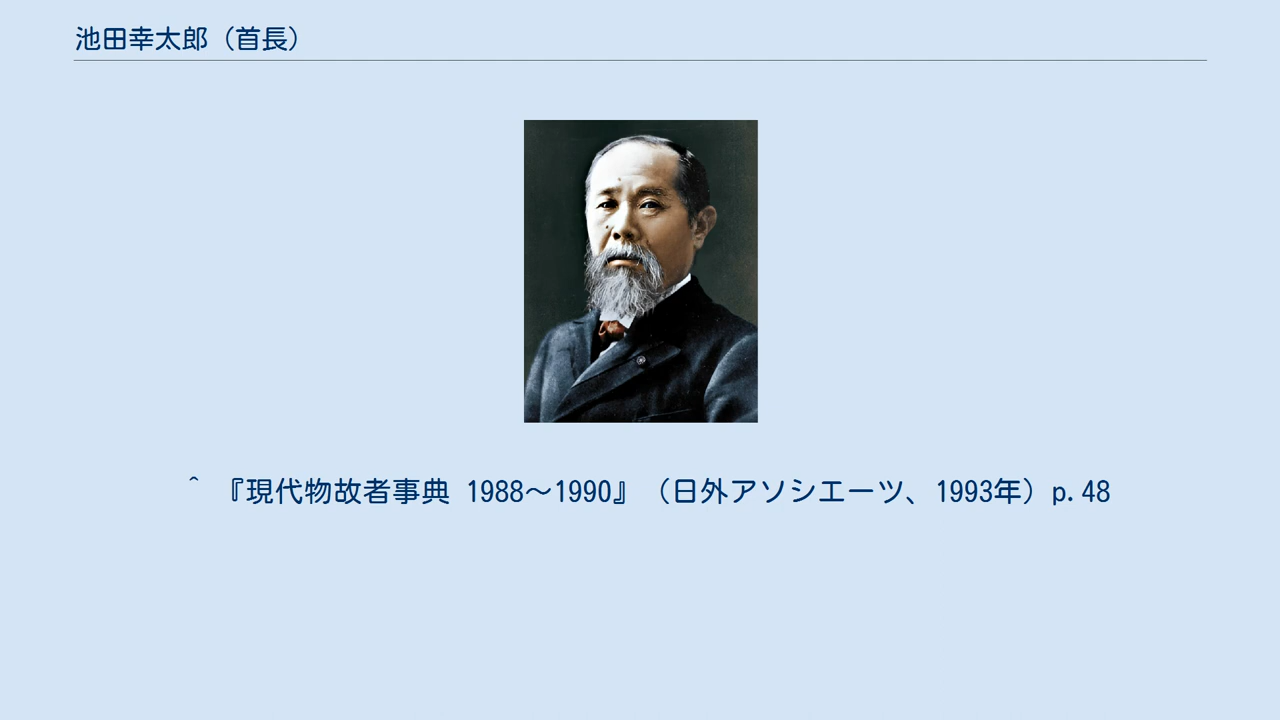 池田幸太郎（首長）
^ 『現代物故者事典 1988～1990』（日外アソシエーツ、1993年）p.48